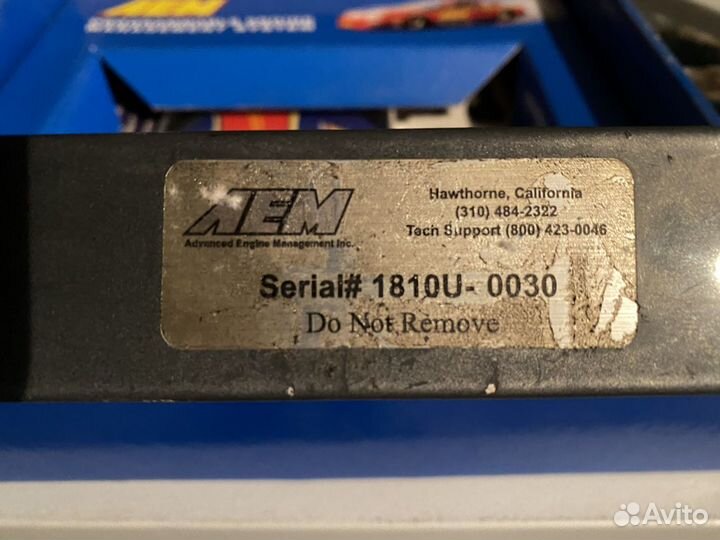 AEM
AEM
Advanced Engine Management Inc.
Hawthorne, California
(310) 484-2322
Tech Support (800) 423-0046
Serial# 1810U- 0030
Do Not Remove
Avito